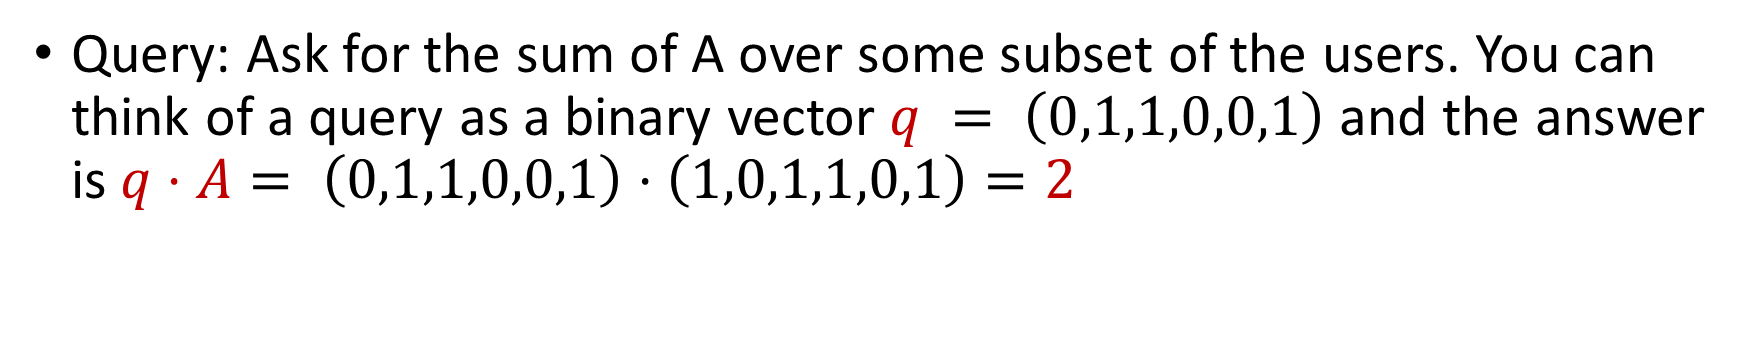 • Query: Ask for the sum of A over some subset of the users. You can
think of a query as a binary vector q = (0,1,1,0,0,1) and the answer
is q · A = (0,1,1,0,0,1) · (1,0,1,1,0,1) = 2